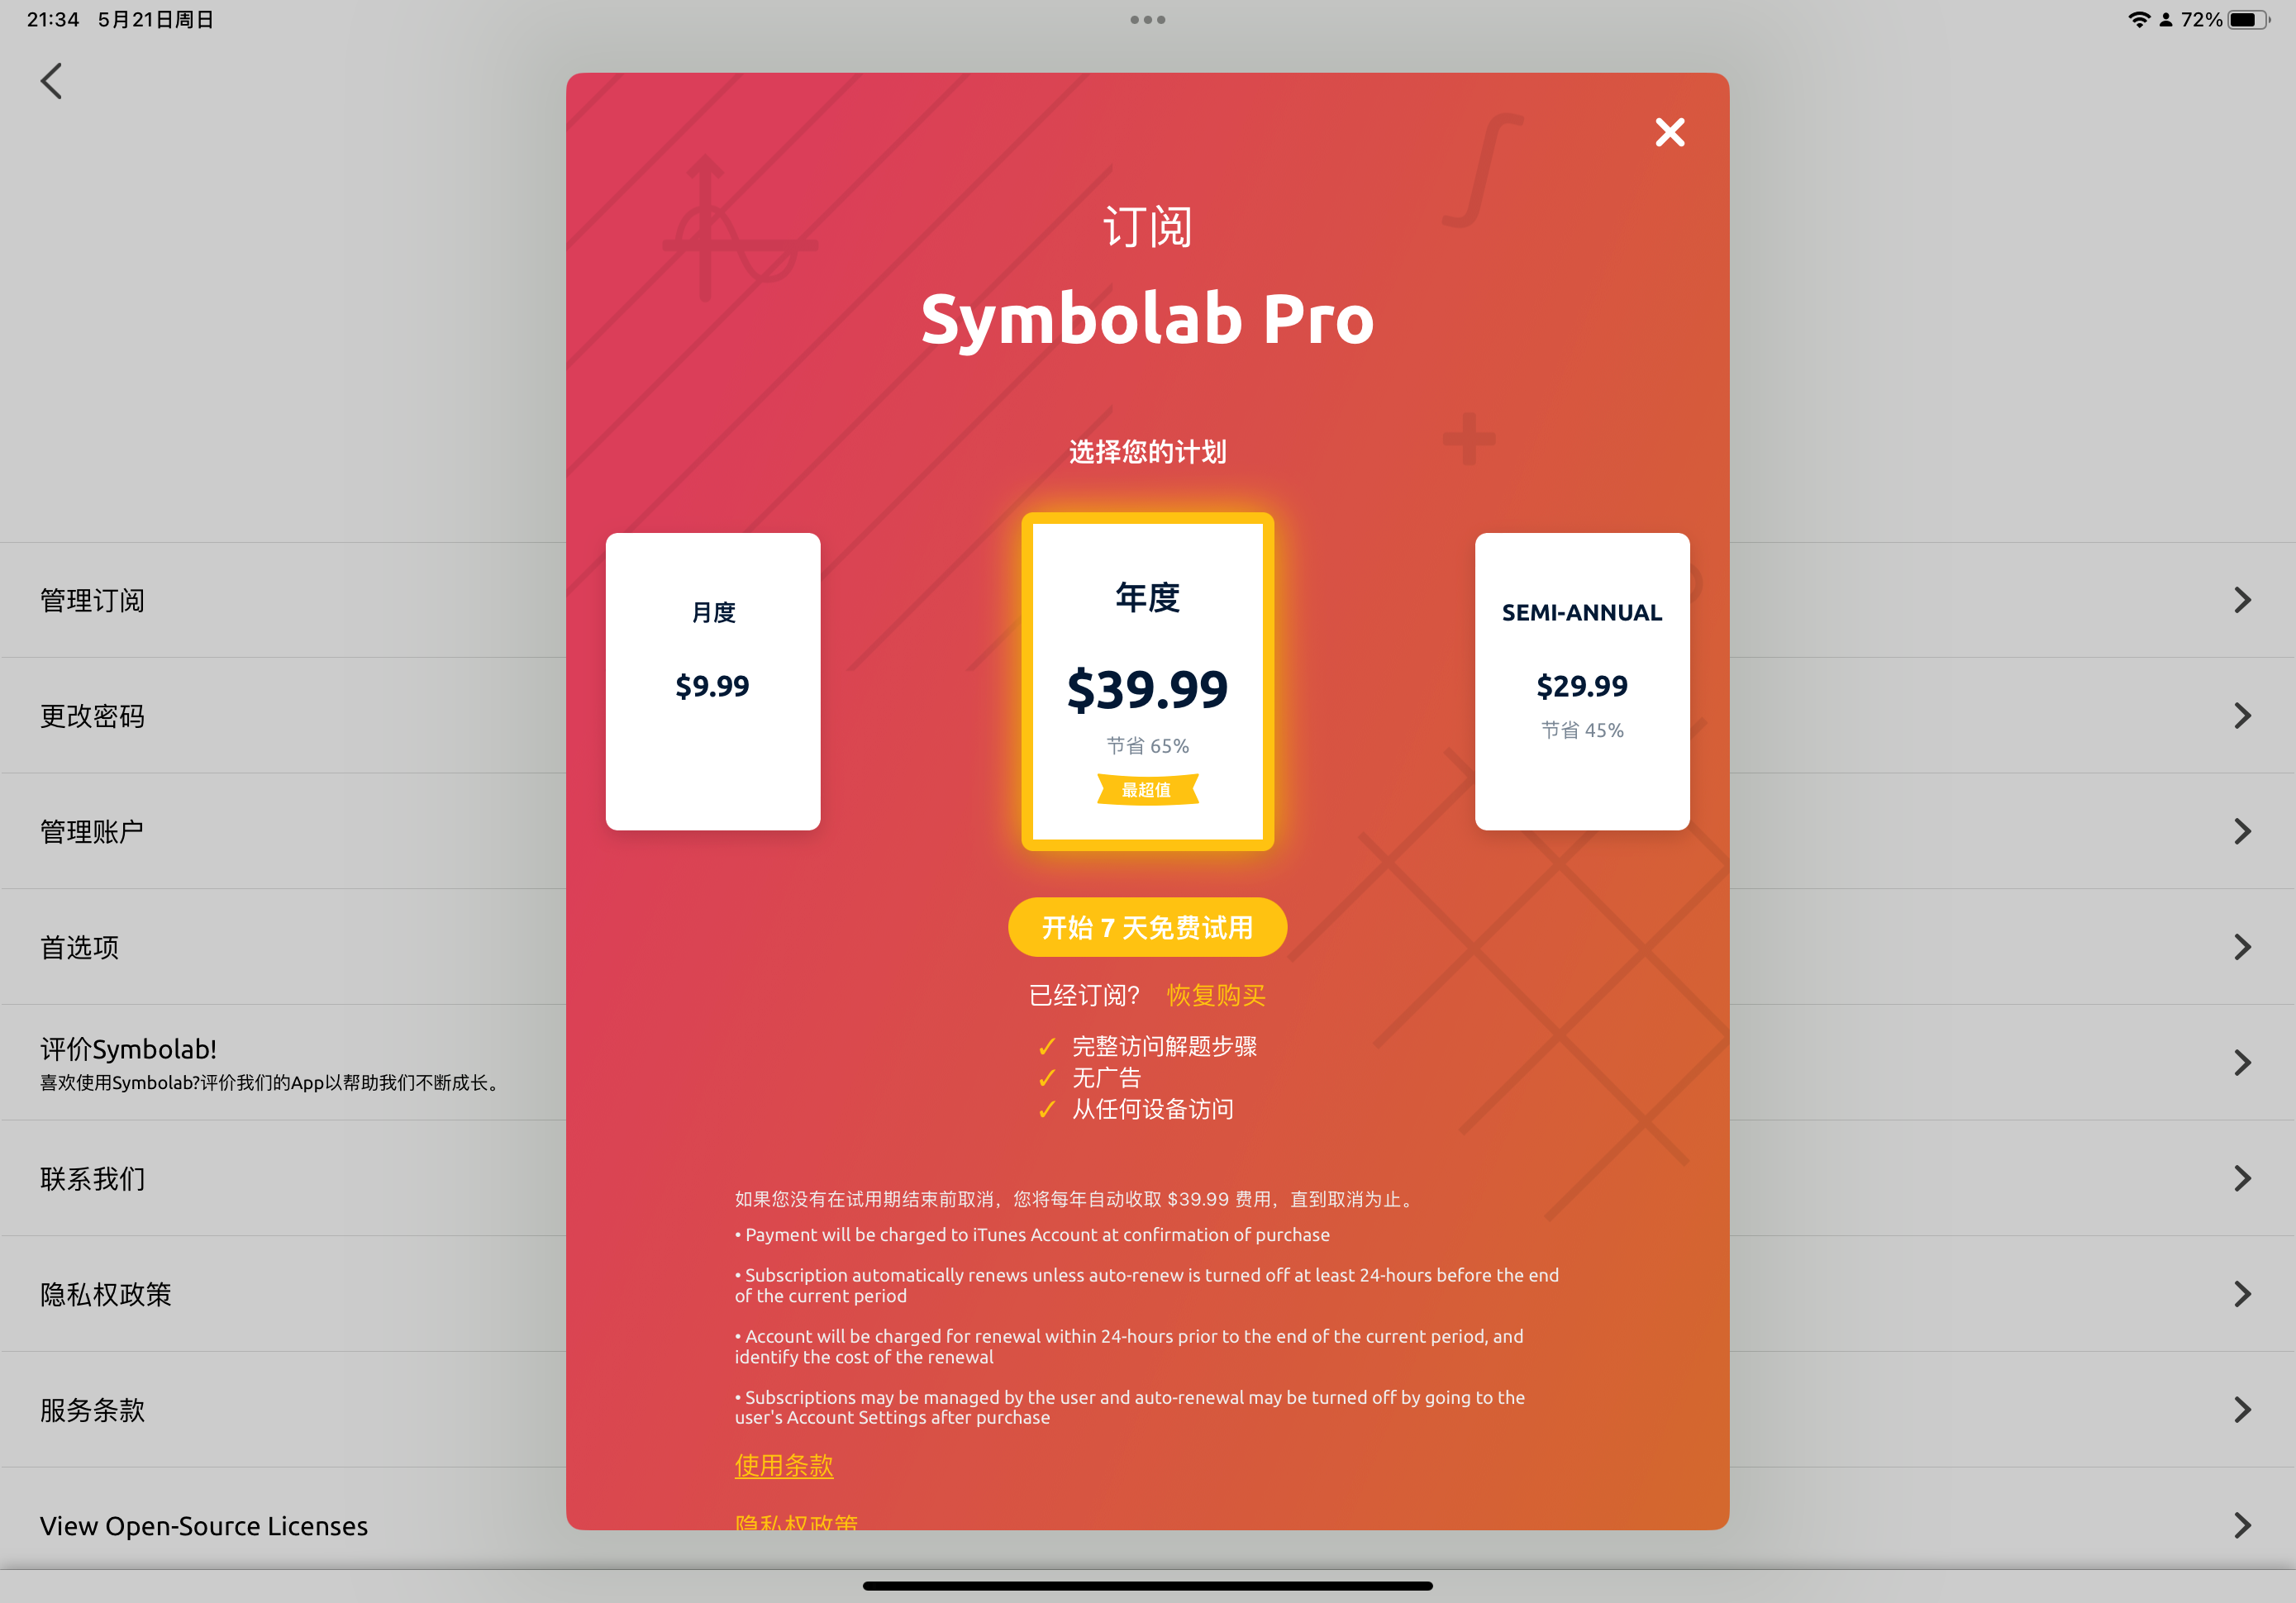 21:34 5月21日周日
72%
订阅
Symbolab Pro
选择您的计划
月度
$9.99
年度
$39.99
节省 65%
最超值
SEMI-ANNUAL
$29.99
节省 45%
开始 7 天免费试用
已经订阅? 恢复购买
✓ 完整访问解题步骤
✓ 无广告
✓ 从任何设备访问
如果您没有在试用期结束前取消，您将每年自动收取 $39.99 费用，直到取消为止。
• Payment will be charged to iTunes Account at confirmation of purchase
• Subscription automatically renews unless auto-renew is turned off at least 24-hours before the end
of the current period
• Account will be charged for renewal within 24-hours prior to the end of the current period, and
identify the cost of the renewal
• Subscriptions may be managed by the user and auto-renewal may be turned off by going to the
user's Account Settings after purchase
使用条款
隐私权政策
管理订阅
更改密码
管理账户
首选项
评价Symbolab!
喜欢使用Symbolab?评价我们的App以帮助我们不断成长。
联系我们
隐私权政策
服务条款
View Open-Source Licenses